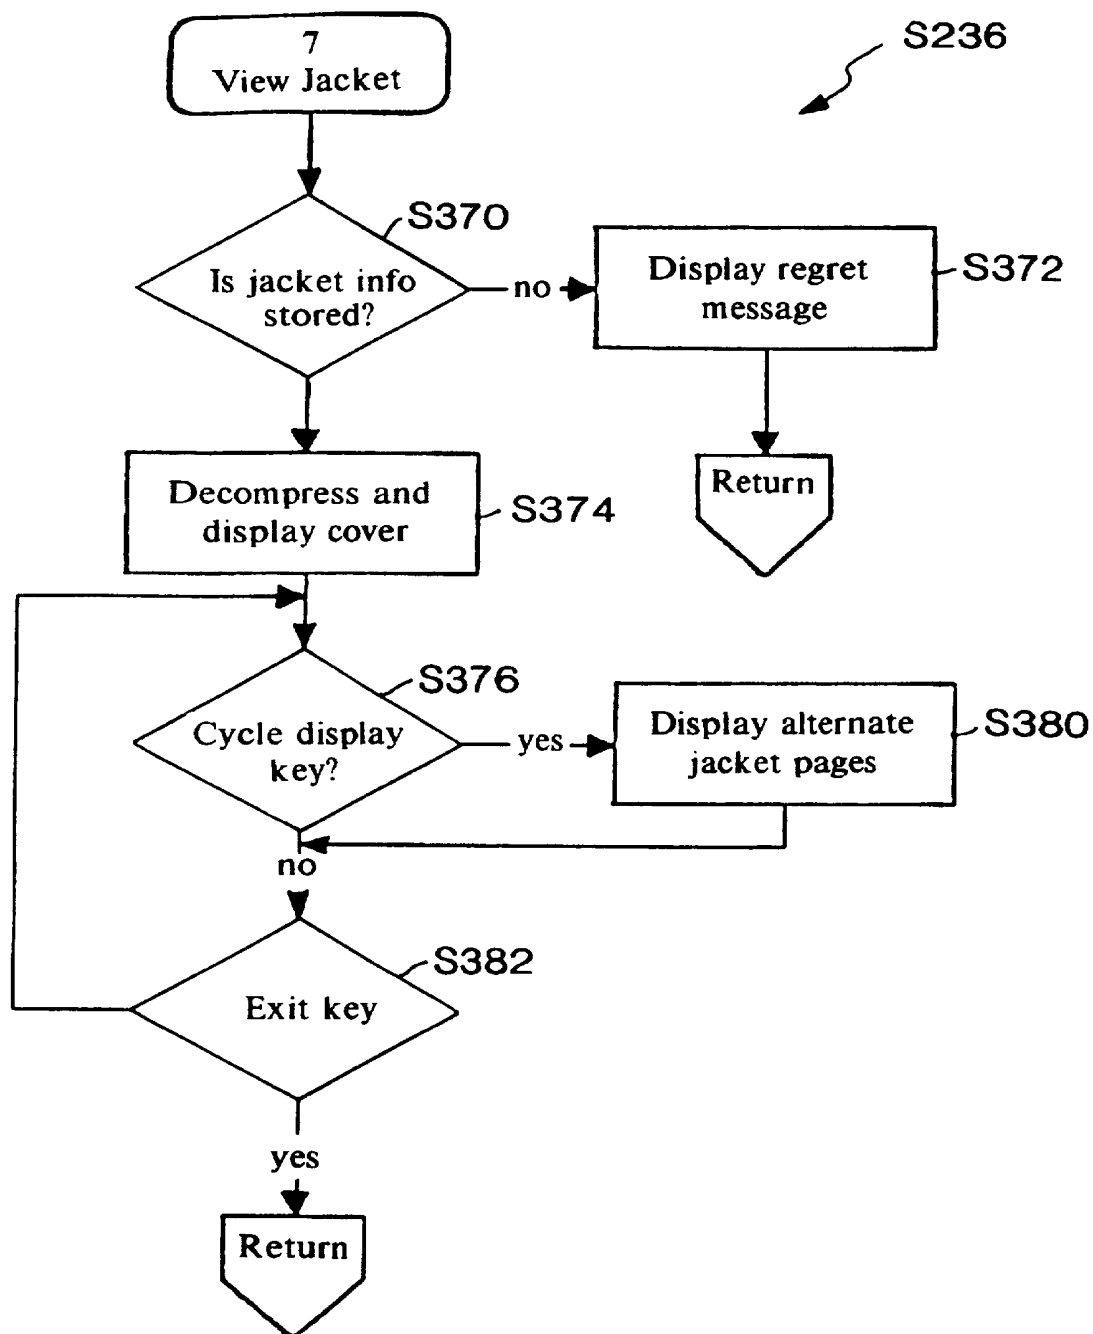 7
View Jacket
S236
S370
Is jacket info
stored?
no
Display regret
message
S372
Return
Decompress and
display cover
S374
S376
Cycle display
key?
yes
Display alternate
jacket pages
S380
no
S382
Exit key
yes
Return